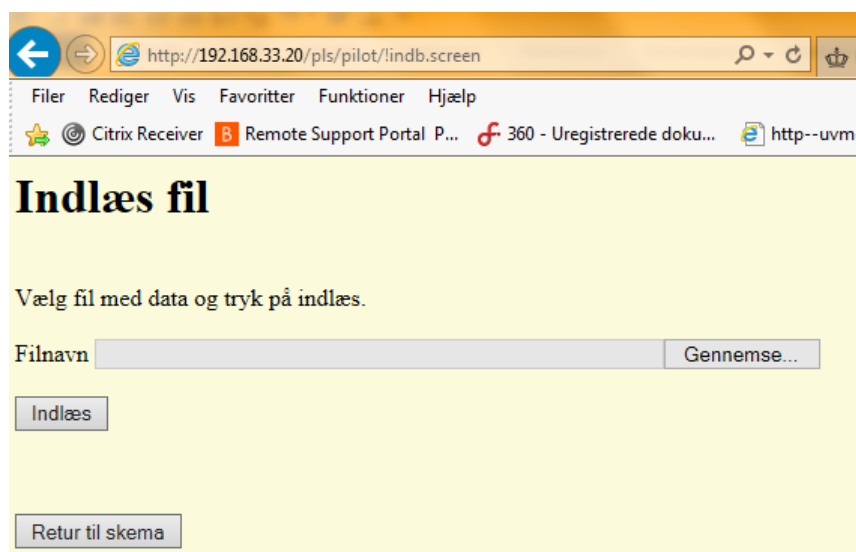 http://192.168.33.20/pls/pilot/!indb.screen
Filer Rediger Vis Favoritter Funktioner Hjælp
Citrix Receiver B Remote Support Portal P... 360 - Uregistrerede doku... http--uvm
Indlæs fil
Vælg fil med data og tryk på indlæs.
Filnavn Gennemse...
Indlæs
Retur til skema